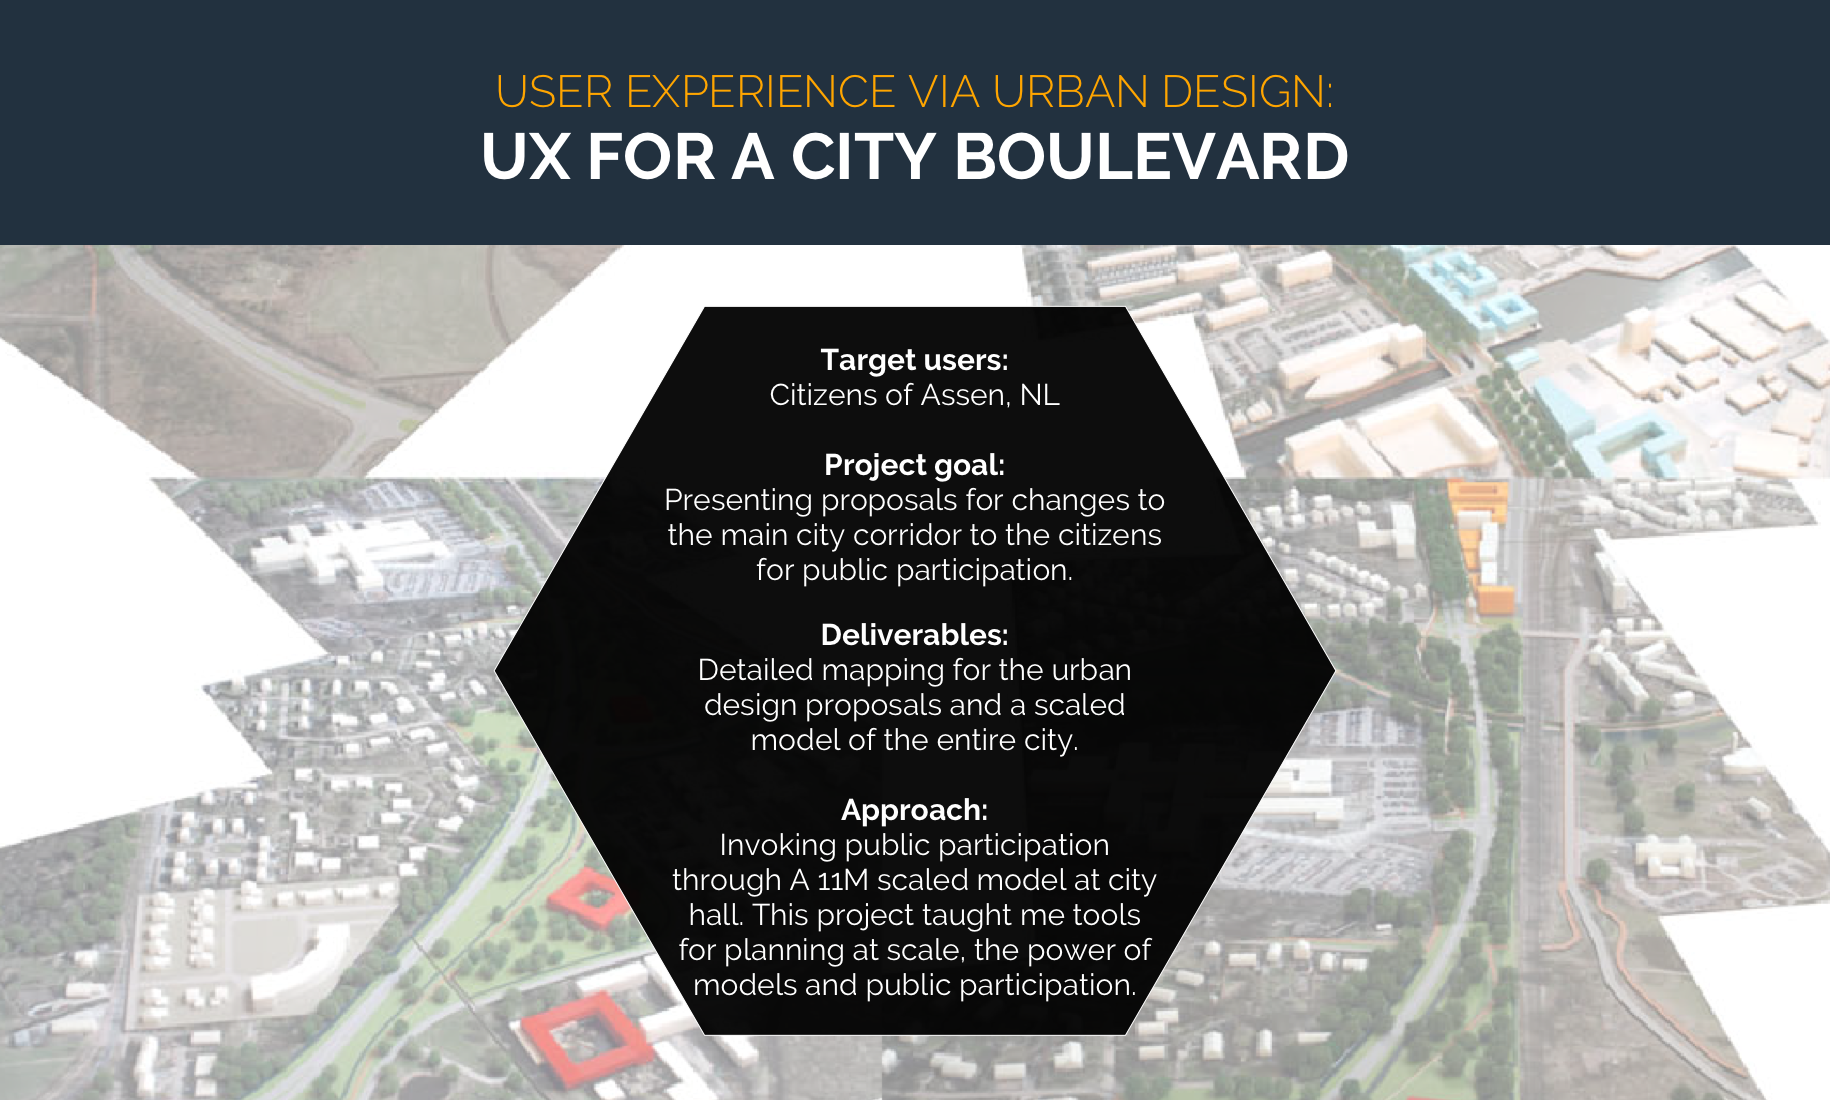 USER EXPERIENCE VIA URBAN DESIGN:
UX FOR A CITY BOULEVARD
Target users:
Citizens of Assen, NL
Project goal:
Presenting proposals for changes to
the main city corridor to the citizens
for public participation.
Deliverables:
Detailed mapping for the urban
design proposals and a scaled
model of the entire city.
Approach:
Invoking public participation
through A 11M scaled model at city
hall. This project taught me tools
for planning at scale, the power of
models and public participation.